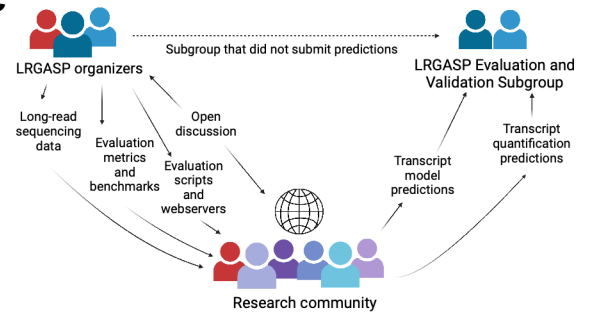 Subgroup that did not submit predictions
LRGASP organizers
LRGASP Evaluation and
Validation Subgroup
Long-read
sequencing
data
Evaluation
metrics
and
benchmarks
Evaluation
scripts
and
webservers
Open
discussion
Transcript
model
predictions
Transcript
quantification
predictions
Research community